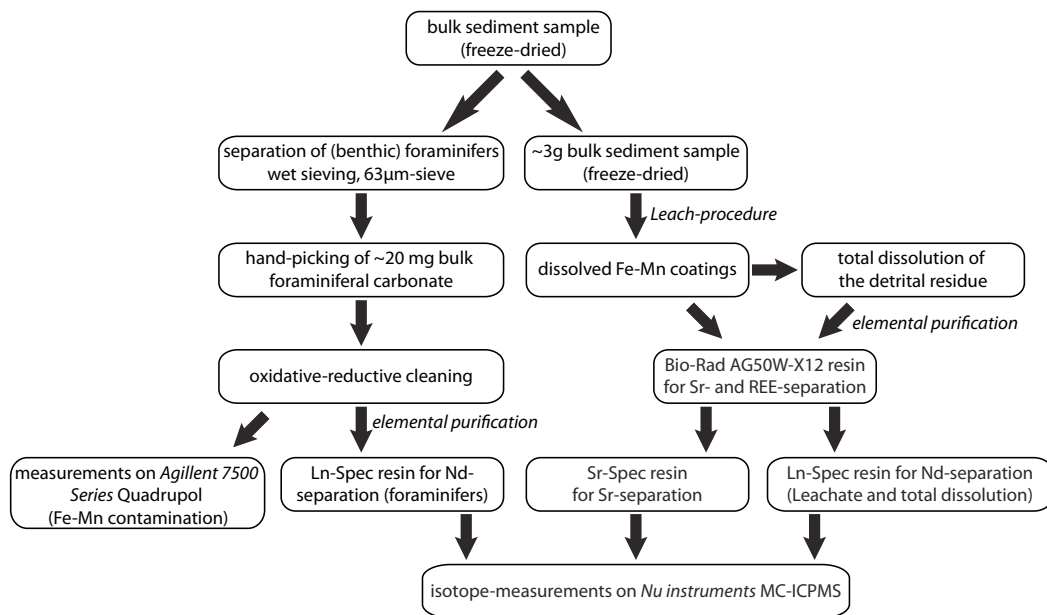 bulk sediment sample
(freeze-dried)
separation of (benthic) foraminifers
wet sieving, 63µm-sieve
~3g bulk sediment sample
(freeze-dried)
Leach-procedure
hand-picking of ~20 mg bulk
foraminiferal carbonate
dissolved Fe-Mn coatings
total dissolution of
the detrital residue
elemental purification
oxidative-reductive cleaning
Bio-Rad AG50W-X12 resin
for Sr- and REE-separation
elemental purification
measurements on Agillent 7500
Series Quadrupol
(Fe-Mn contamination)
Ln-Spec resin for Nd-
separation (foraminifers)
Sr-Spec resin
for Sr-separation
Ln-Spec resin for Nd-separation
(Leachate and total dissolution)
isotope-measurements on Nu instruments MC-ICPMS